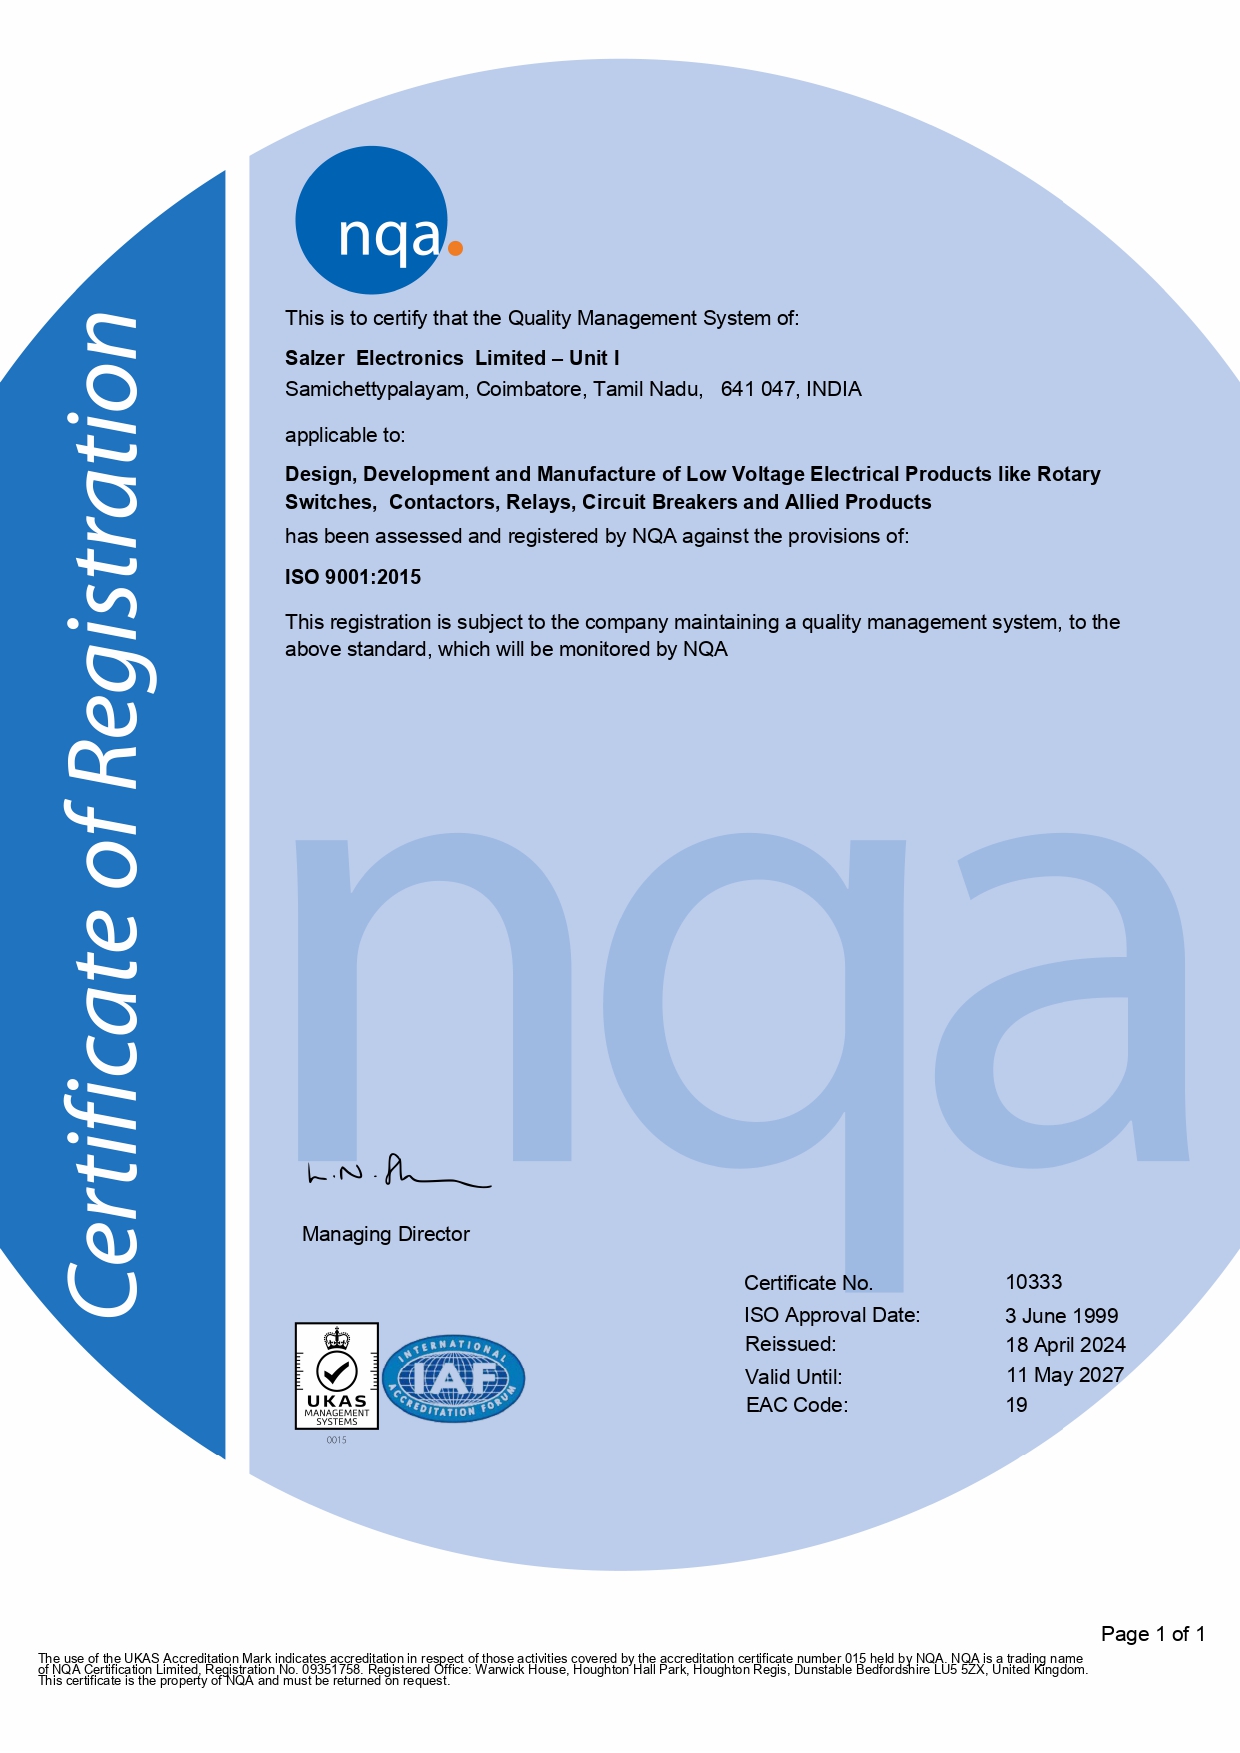 Certificate of Registration
nqa.
This is to certify that the Quality Management System of:
Salzer Electronics Limited – Unit I
Samichettypalayam, Coimbatore, Tamil Nadu, 641 047, INDIA
applicable to:
Design, Development and Manufacture of Low Voltage Electrical Products like Rotary
Switches, Contactors, Relays, Circuit Breakers and Allied Products
has been assessed and registered by NQA against the provisions of:
ISO 9001:2015
This registration is subject to the company maintaining a quality management system, to the
above standard, which will be monitored by NQA
nqa
Managing Director
Certificate No. 10333
ISO Approval Date: 3 June 1999
Reissued: 18 April 2024
Valid Until: 11 May 2027
EAC Code: 19
UKAS
MANAGEMENT
SYSTEMS
0015
INTERNATIONAL
IAF
ACCREDITATION FORUM
Page 1 of 1
The use of the UKAS Accreditation Mark indicates accreditation in respect of those activities covered by the accreditation certificate number 015 held by NQA. NQA is a trading name
of NQA Certification Limited, Registration No. 09351758. Registered Office: Warwick House, Houghton Hall Park, Houghton Regis, Dunstable Bedfordshire LU5 5ZX, United Kingdom.
This certificate is the property of NQA and must be returned on request.